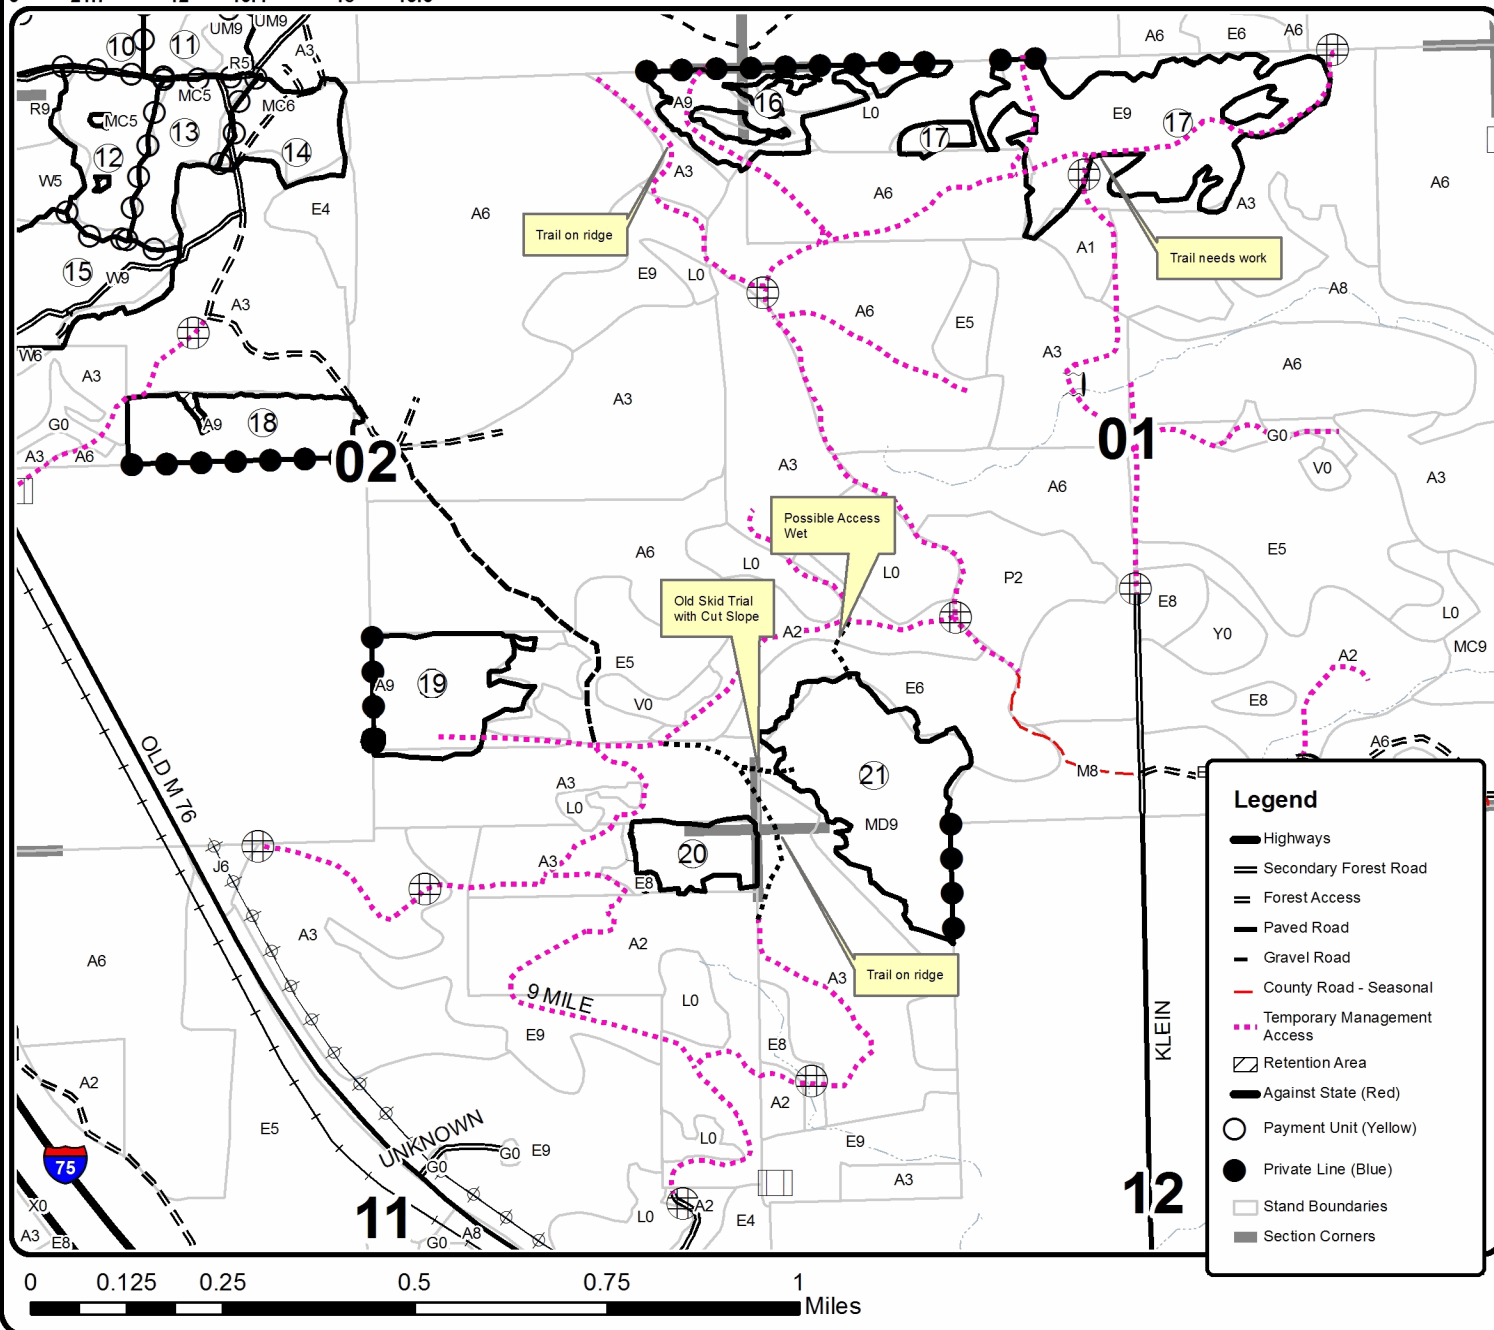 10
11
UM9
UM9
A3
R5
MC5
MC6
R9
MC5
13
12
14
W5
E4
15
W9
A3
W6
A3
G0
A9
18
A3
A6
02
A6
A9
16
L0
17
E9
17
A6
E6
A6
A6
A3
A6
A3
Trail on ridge
Trail needs work
A1
E9
L0
A6
E5
A8
A3
A6
A3
01
G0
V0
A3
A3
A6
Possible Access
Wet
A6
L0
L0
P2
E5
E8
Old Skid Trial
with Cut Slope
A2
Y0
L0
MC9
A2
E5
E6
E8
V0
A9
19
OLD M 76
A6
M8
E
21
A3
L0
MD9
20
A3
E8
J6
A3
A6
A2
Trail on ridge
A3
L0
9 MILE
E9
E8
KLEIN
A2
A2
E5
UNKNOWN
L0
E9
G0
G0
E9
A3
75
11
12
X0
A3
E8
A8
G0
L0
A2
E4
Legend
Highways
Secondary Forest Road
Forest Access
Paved Road
Gravel Road
County Road - Seasonal
Temporary Management
Access
Retention Area
Against State (Red)
Payment Unit (Yellow)
Private Line (Blue)
Stand Boundaries
Section Corners
0 0.125 0.25 0.5 0.75 1
Miles